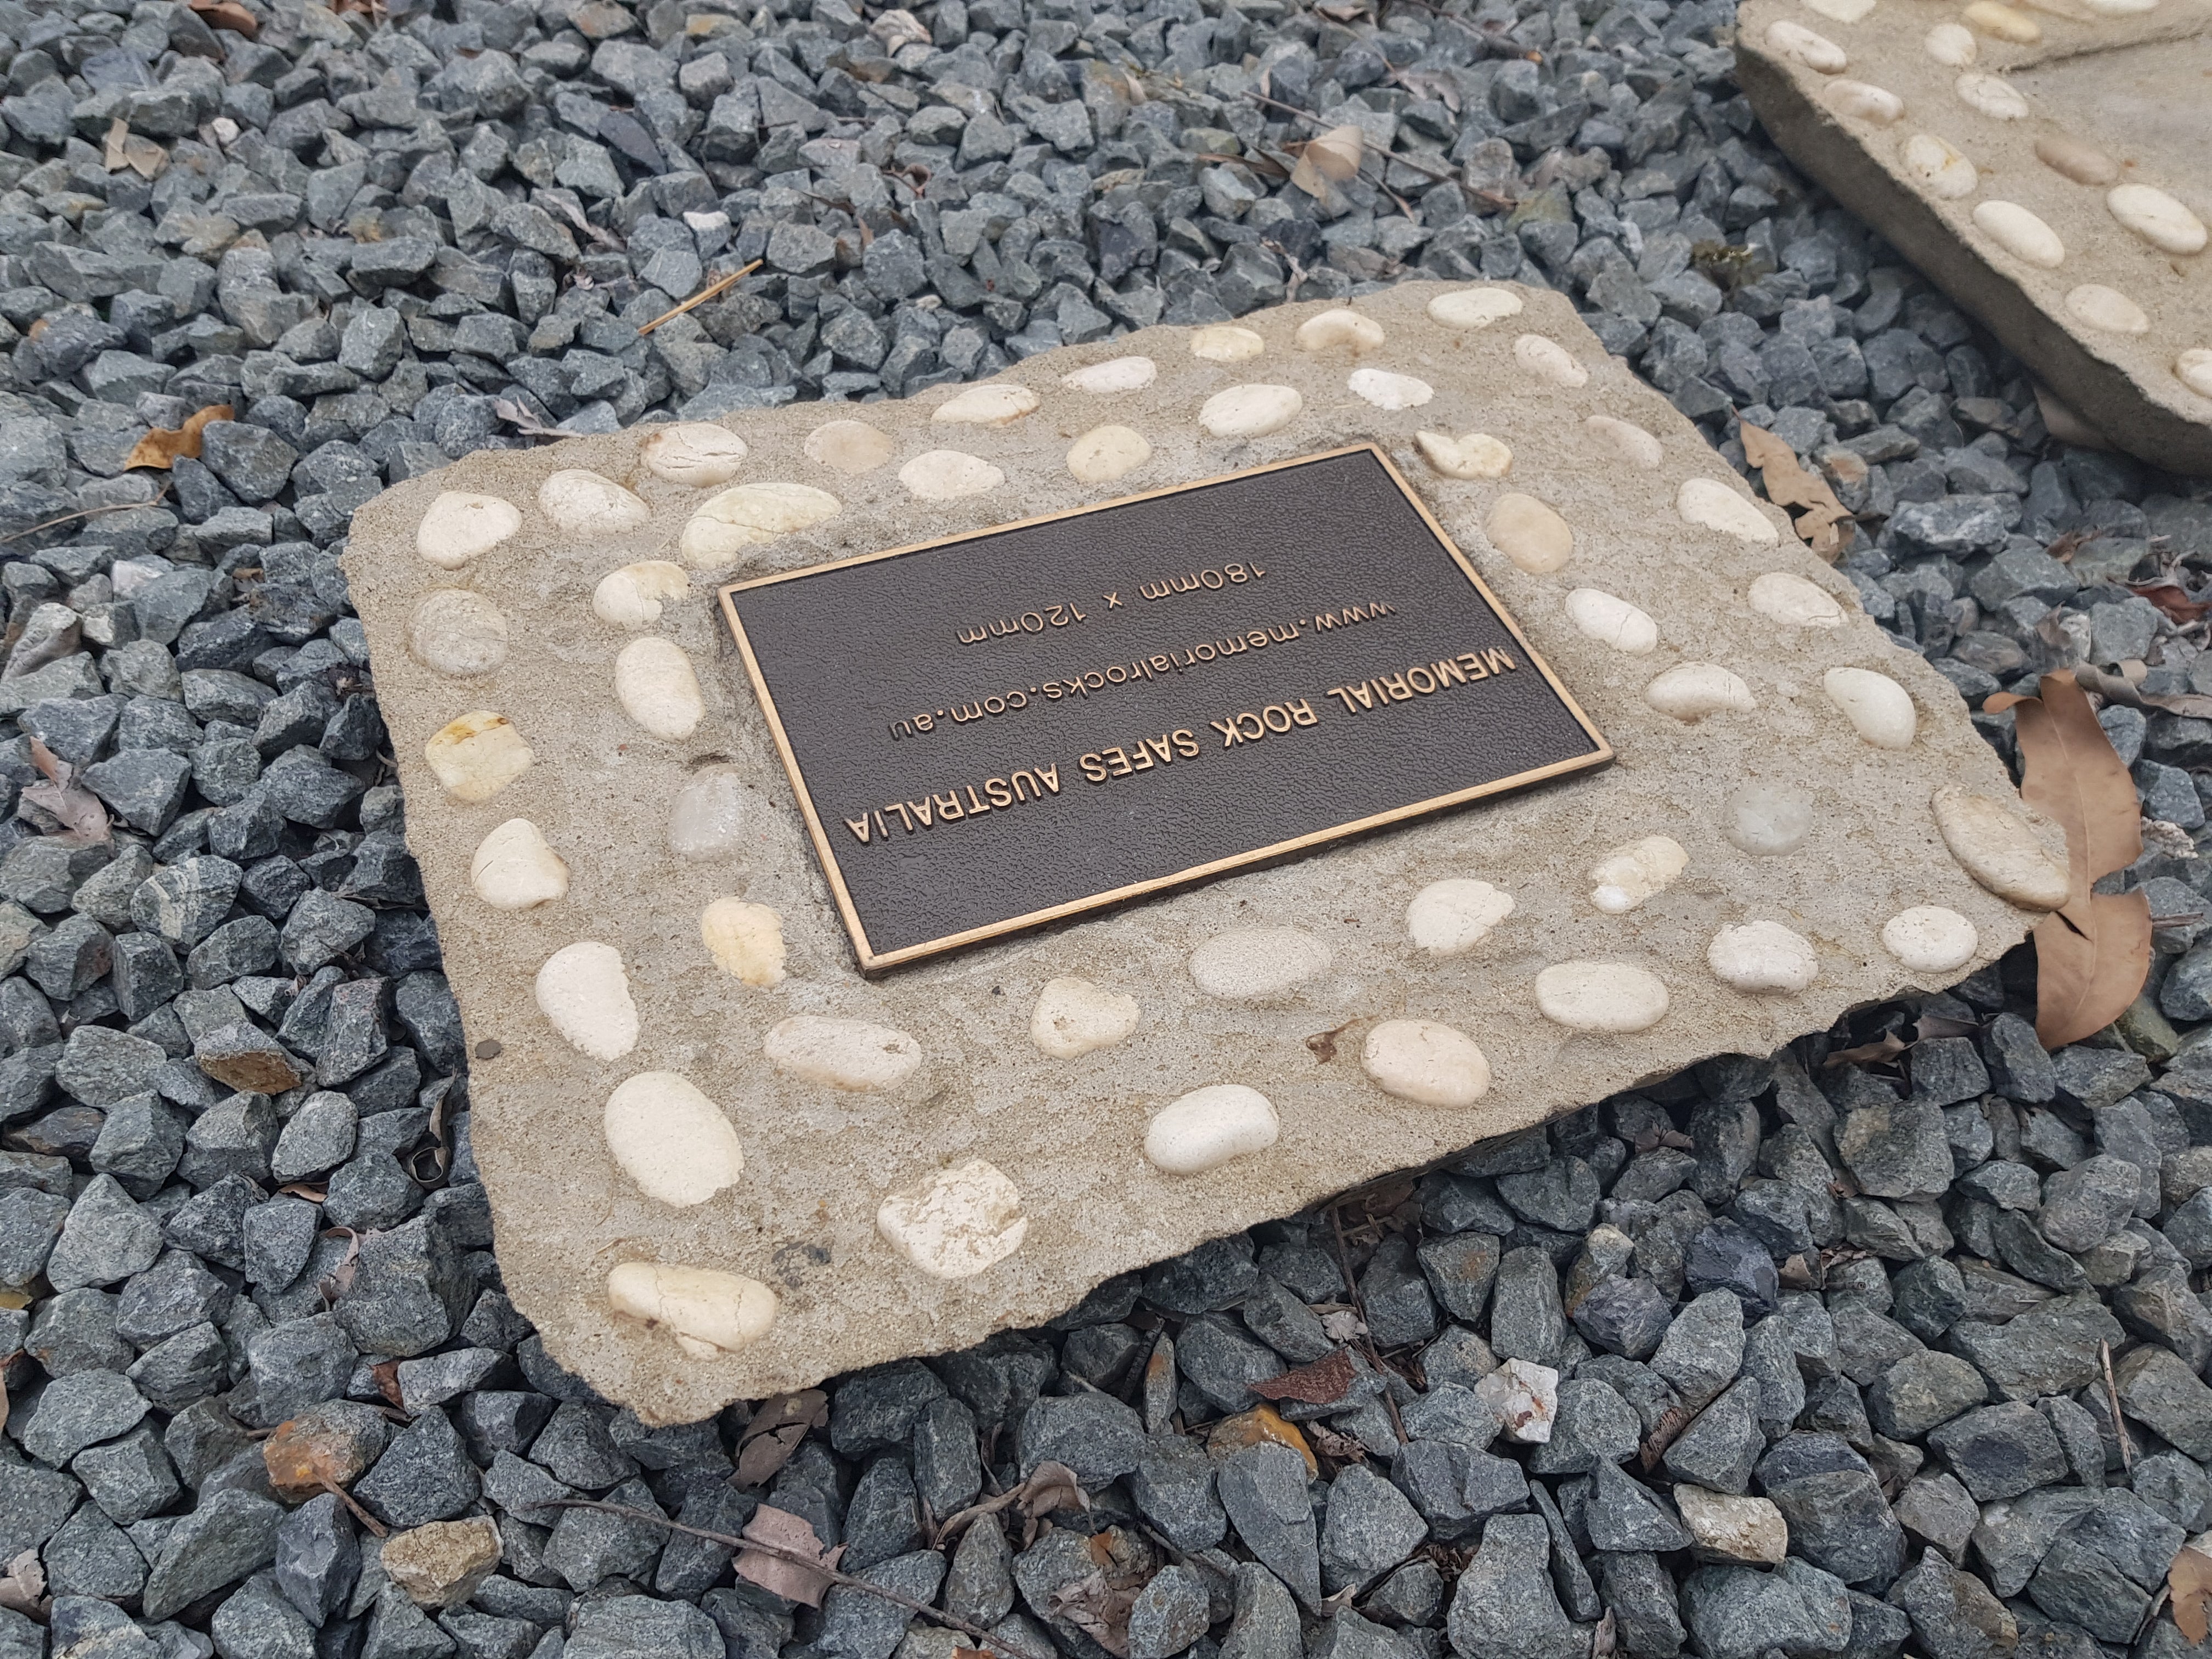 MEMORIAL ROCK SAFES AUSTRALIA
www.memorialrocks.com.au
180mm x 120mm